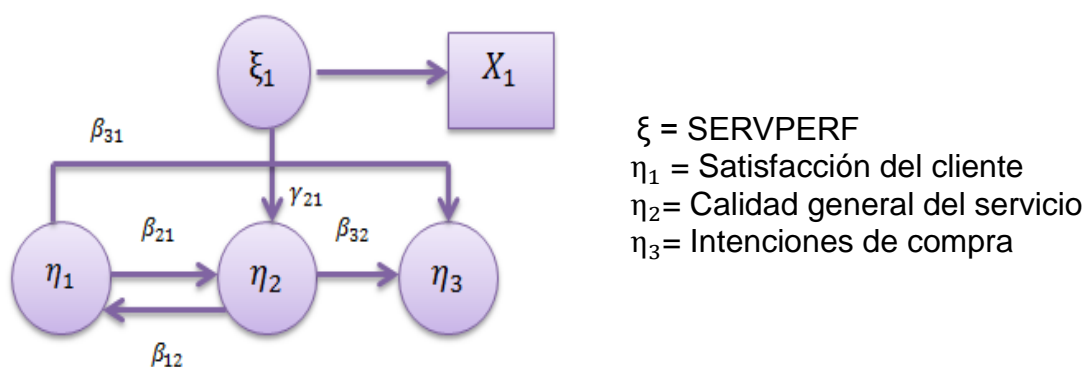 ξ₁
X₁
β₃₁
γ₂₁
β₂₁
β₃₂
η₁
η₂
η₃
β₁₂
ξ = SERVPERF
η₁ = Satisfacción del cliente
η₂= Calidad general del servicio
η₃= Intenciones de compra